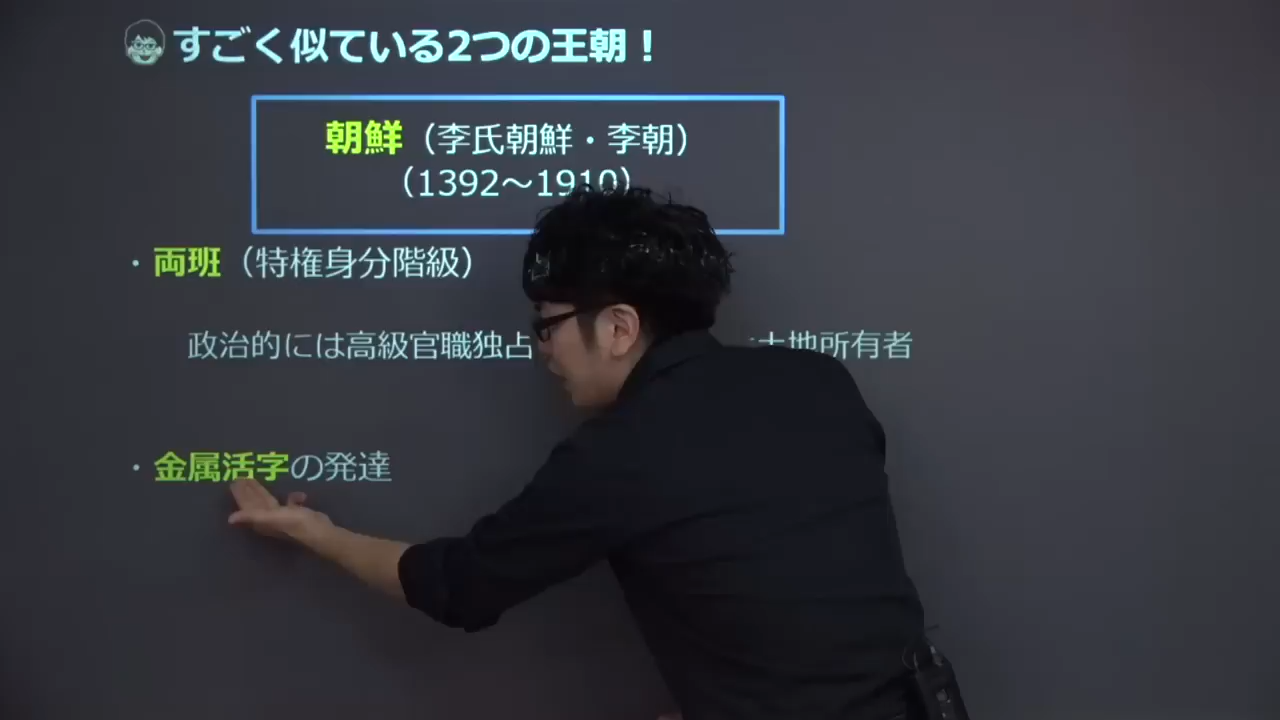 すごく似ている2つの王朝！
朝鮮（李氏朝鮮・李朝）
（1392～1910）
・両班（特権身分階級）
政治的には高級官職独占 土地所有者
・金属活字の発達